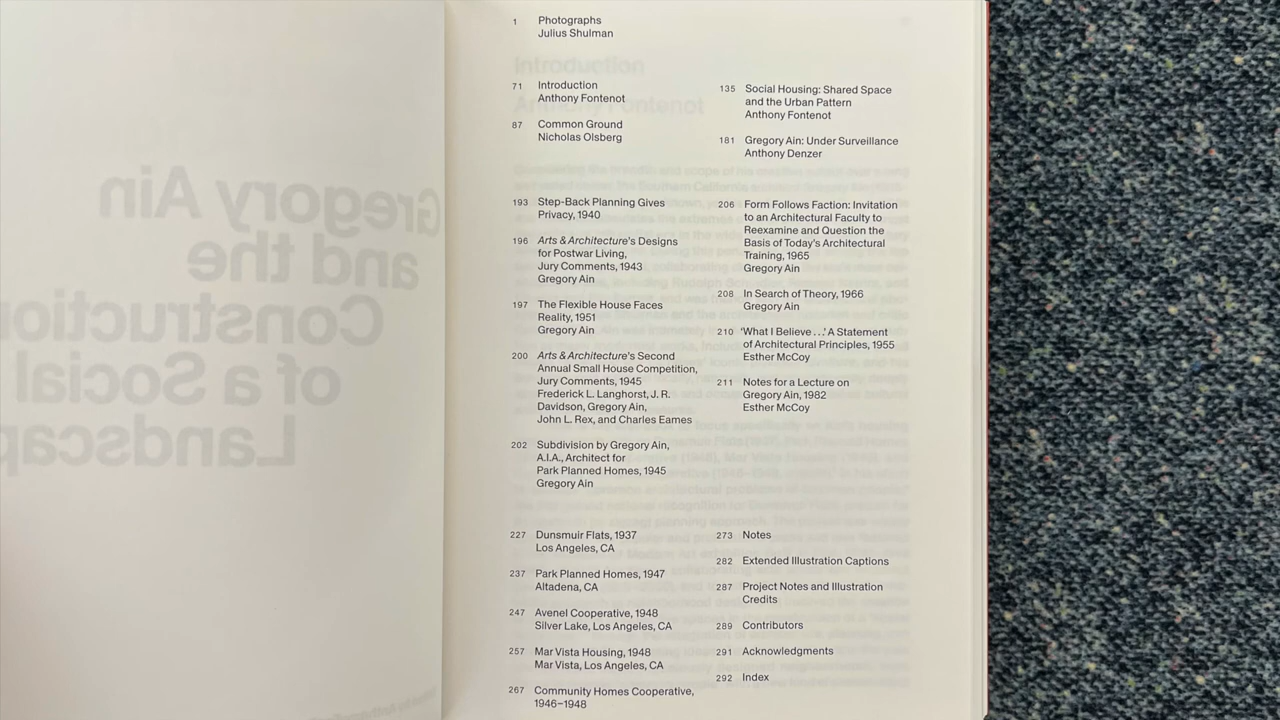 Gregory Ain
and the
Construction
of a Social
Landscap
1 Photographs
Julius Shulman
71 Introduction
Anthony Fontenot
87 Common Ground
Nicholas Olsberg
135 Social Housing: Shared Space
and the Urban Pattern
Anthony Fontenot
181 Gregory Ain: Under Surveillance
Anthony Denzer
193 Step-Back Planning Gives
Privacy, 1940
196 Arts & Architecture's Designs
for Postwar Living,
Jury Comments, 1943
Gregory Ain
197 The Flexible House Faces
Reality, 1951
Gregory Ain
200 Arts & Architecture's Second
Annual Small House Competition,
Jury Comments, 1945
Frederick L. Langhorst, J. R.
Davidson, Gregory Ain,
John L. Rex, and Charles Eames
202 Subdivision by Gregory Ain,
A.I.A., Architect for
Park Planned Homes, 1945
Gregory Ain
206 Form Follows Faction: Invitation
to an Architectural Faculty to
Reexamine and Question the
Basis of Today's Architectural
Training, 1965
Gregory Ain
208 In Search of Theory, 1966
Gregory Ain
210 ‘What I Believe...’ A Statement
of Architectural Principles, 1955
Esther McCoy
211 Notes for a Lecture on
Gregory Ain, 1982
Esther McCoy
227 Dunsmuir Flats, 1937
Los Angeles, CA
237 Park Planned Homes, 1947
Altadena, CA
247 Avenel Cooperative, 1948
Silver Lake, Los Angeles, CA
257 Mar Vista Housing, 1948
Mar Vista, Los Angeles, CA
267 Community Homes Cooperative,
1946–1948
273 Notes
282 Extended Illustration Captions
287 Project Notes and Illustration
Credits
289 Contributors
291 Acknowledgments
292 Index